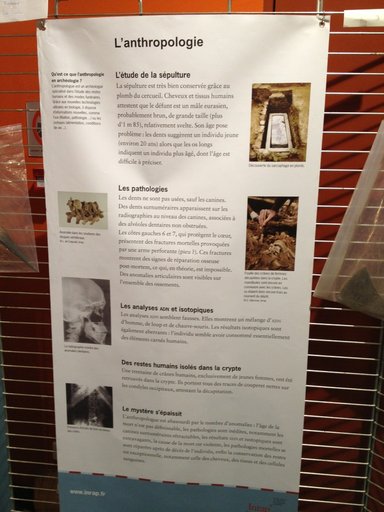 L'anthropologie
Qu'est ce que l'anthropologie
en archéologie ?
L'anthropologie est un archéologue
spécialisé dans l'étude des restes
humains et des modes funéraires.
Grâce aux nouvelles technologies
L'étude de la sépulture
La sépulture est très bien conservée grâce au
plomb du cercueil. Cheveux et tissus humains
attestent que le défunt est un mâle eurasien,
probablement brun, de grande taille (plus
d'1 m 85), relativement svelte. Son âge pose
problème : les dents suggèrent un individu jeune
(environ 20 ans) alors que les os longs
indiquent un individu plus âgé, dont l'âge est
difficile à préciser.
Découverte du sarcophage en plomb.
Les pathologies
Les dents ne sont pas usées, sauf les canines.
Des dents surnuméraires apparaissent sur les
radiographies au niveau des canines, associées à
des alvéoles dentaires non obstruées.
Les côtes gauches 6 et 7, qui protègent le cœur,
présentent des fractures mortelles provoquées
par une arme perforante (pieu ?). Ces fractures
montrent des signes de réparation osseuse
post-mortem, ce qui, en théorie, est impossible.
Des anomalies articulaires sont visibles sur
l'ensemble des ossements.
Les analyses ADN et isotopiques
Les analyses ADN semblent fausses. Elles montrent un mélange d'ADN
d'homme, de loup et de chauve-souris. Les résultats isotopiques sont
également aberrants : l'individu semble avoir consommé essentiellement
des éléments carnés humains.
Des restes humains isolés dans la crypte
Une trentaine de crânes humains, exclusivement de jeunes femmes, ont été
retrouvés dans la crypte. Ils portent tous des traces de coupures nettes sur
les condyles occipitaux, attestant la décapitation.
Le mystère s'épaissit
L'anthropologue est abasourdi par le nombre d'anomalies : l'âge de la
mort n'est pas définissable, les pathologies sont inédites, notamment les
canines surnuméraires rétractables, les résultats ADN et isotopiques sont
extravagants, la cause de la mort est violente, les pathologies mortelles se
sont réparées après le décès de l'individu, enfin la conservation des restes
est exceptionnelle, notamment celle des cheveux, des tissus et des cellules
sanguines.
www.inrap.fr
Inrap